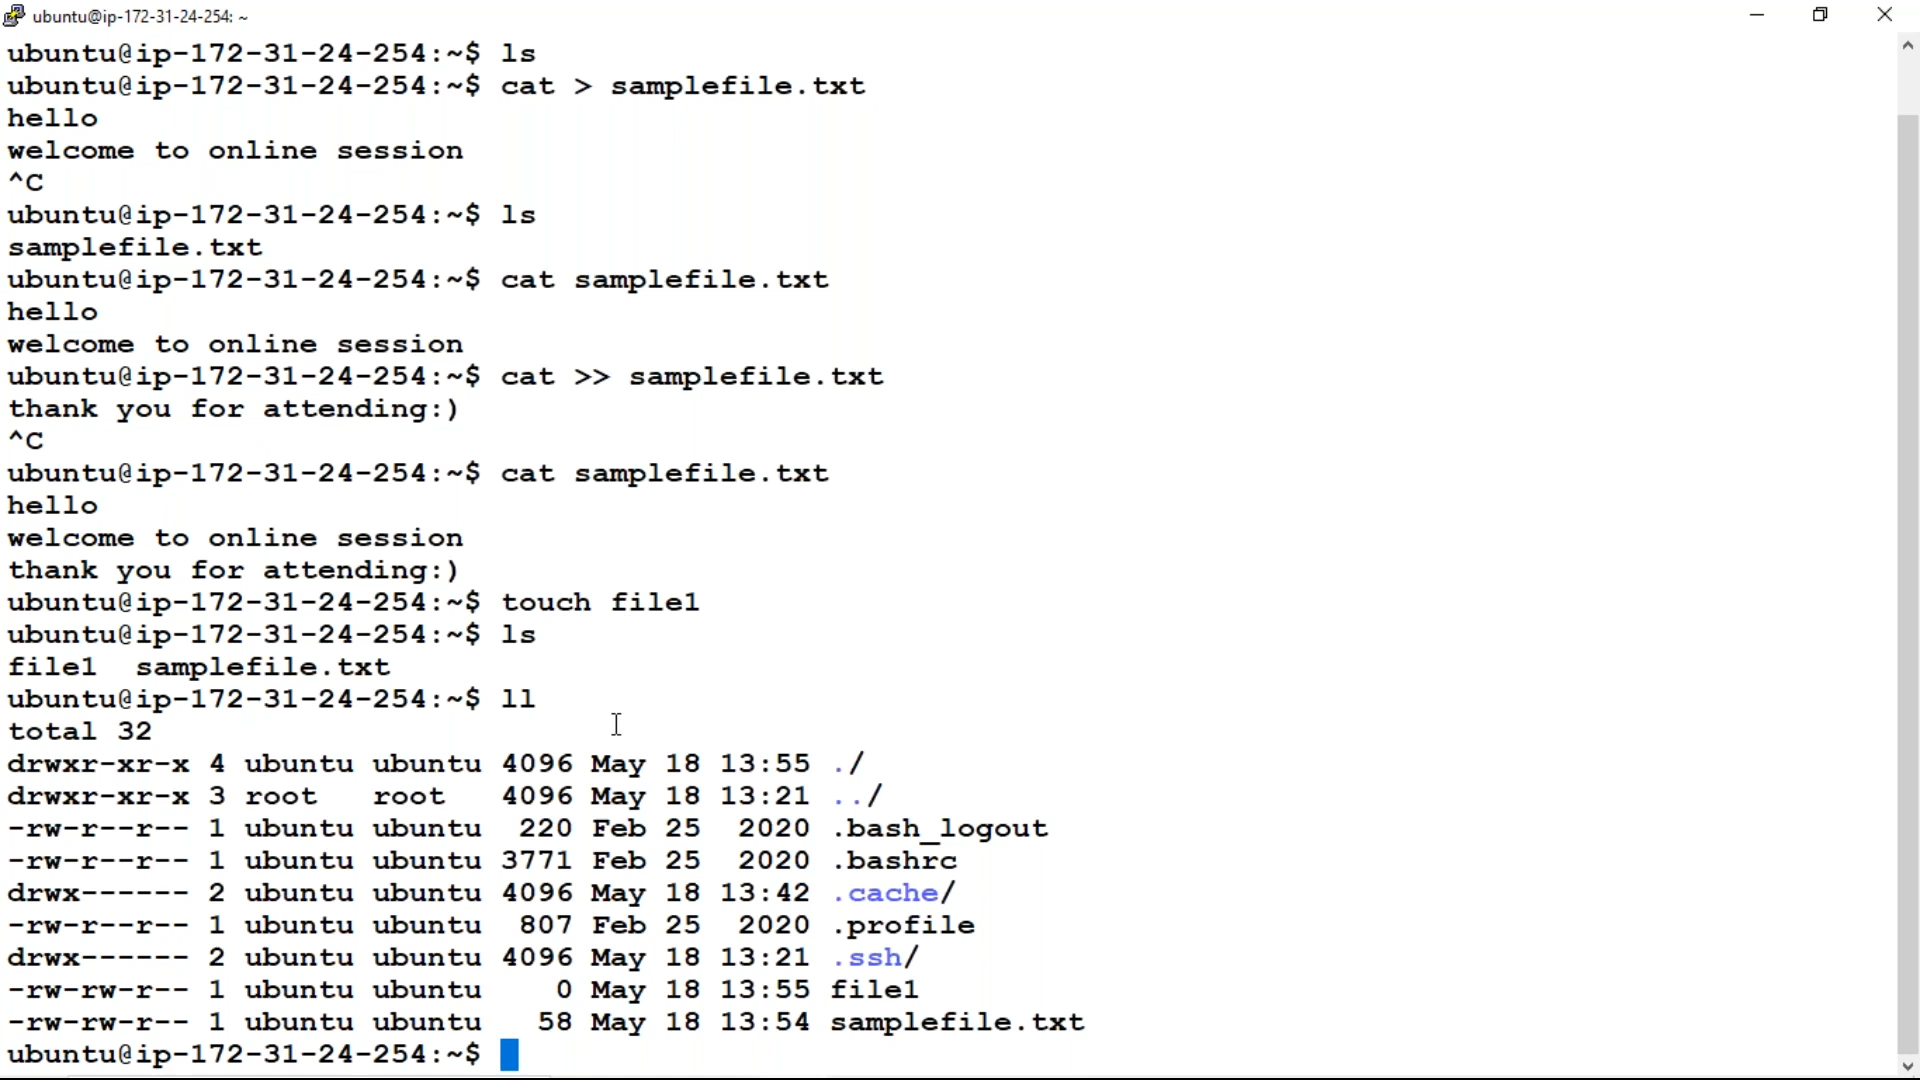 ubuntu@ip-172-31-24-254: ~
ubuntu@ip-172-31-24-254:~$ ls
ubuntu@ip-172-31-24-254:~$ cat > samplefile.txt
hello
welcome to online session
^C
ubuntu@ip-172-31-24-254:~$ ls
samplefile.txt
ubuntu@ip-172-31-24-254:~$ cat samplefile.txt
hello
welcome to online session
ubuntu@ip-172-31-24-254:~$ cat >> samplefile.txt
thank you for attending:)
^C
ubuntu@ip-172-31-24-254:~$ cat samplefile.txt
hello
welcome to online session
thank you for attending:)
ubuntu@ip-172-31-24-254:~$ touch file1
ubuntu@ip-172-31-24-254:~$ ls
file1  samplefile.txt
ubuntu@ip-172-31-24-254:~$ ll
total 32
drwxr-xr-x 4 ubuntu ubuntu 4096 May 18 13:55 ./
drwxr-xr-x 3 root   root   4096 May 18 13:21 ../
-rw-r--r-- 1 ubuntu ubuntu  220 Feb 25  2020 .bash_logout
-rw-r--r-- 1 ubuntu ubuntu 3771 Feb 25  2020 .bashrc
drwx------ 2 ubuntu ubuntu 4096 May 18 13:42 .cache/
-rw-r--r-- 1 ubuntu ubuntu  807 Feb 25  2020 .profile
drwx------ 2 ubuntu ubuntu 4096 May 18 13:21 .ssh/
-rw-rw-r-- 1 ubuntu ubuntu    0 May 18 13:55 file1
-rw-rw-r-- 1 ubuntu ubuntu   58 May 18 13:54 samplefile.txt
ubuntu@ip-172-31-24-254:~$